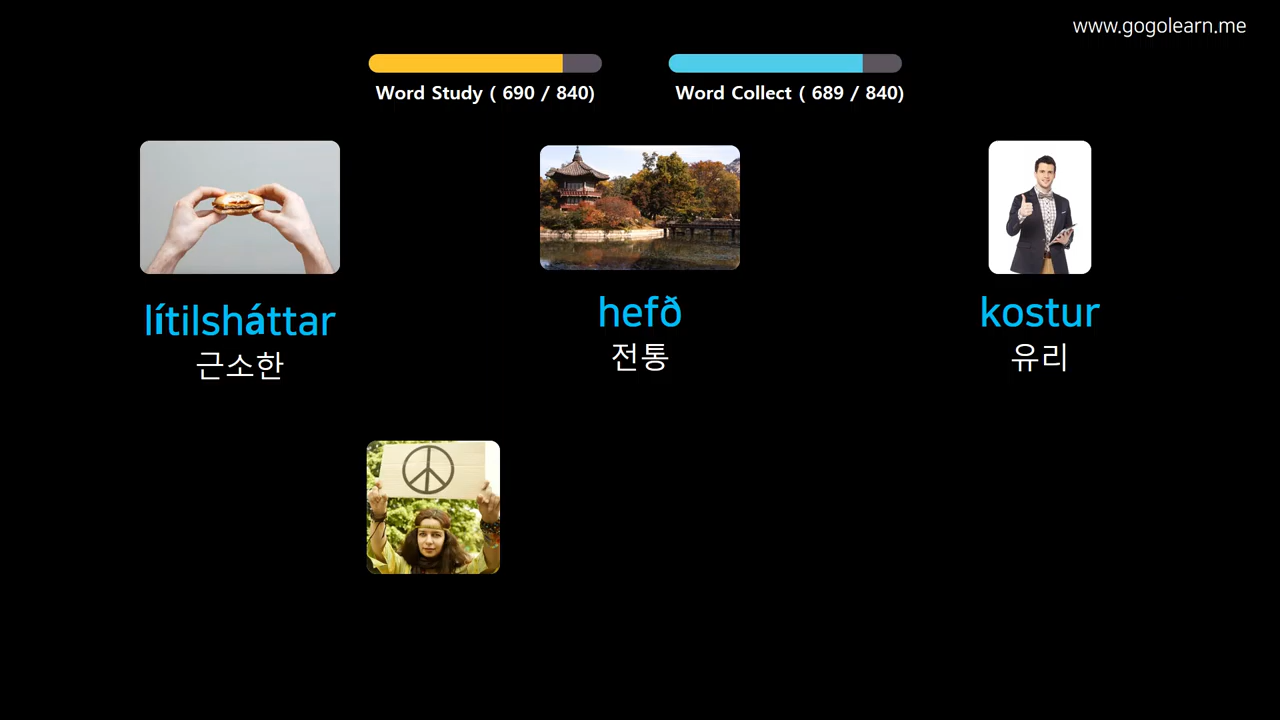 www.gogolearn.me
Word Study ( 690 / 840)
Word Collect ( 689 / 840)
lítilsháttar
근소한
hefð
전통
kostur
유리